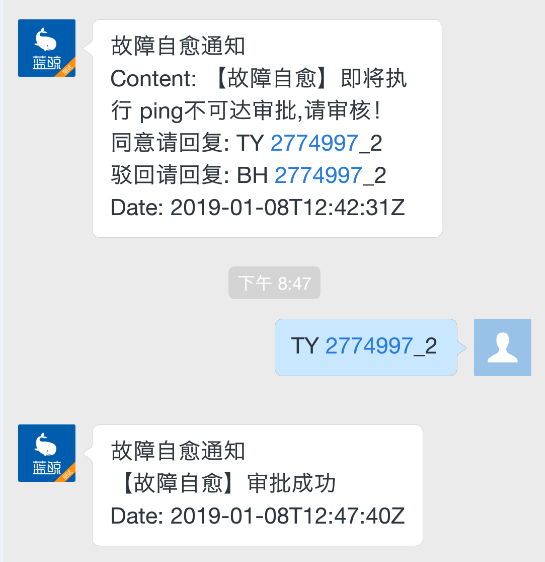 蓝鲸
故障自愈通知
Content: 【故障自愈】即将执
行 ping不可达审批,请审核！
同意请回复: TY 2774997_2
驳回请回复: BH 2774997_2
Date: 2019-01-08T12:42:31Z
下午 8:47
TY 2774997_2
蓝鲸
故障自愈通知
【故障自愈】审批成功
Date: 2019-01-08T12:47:40Z